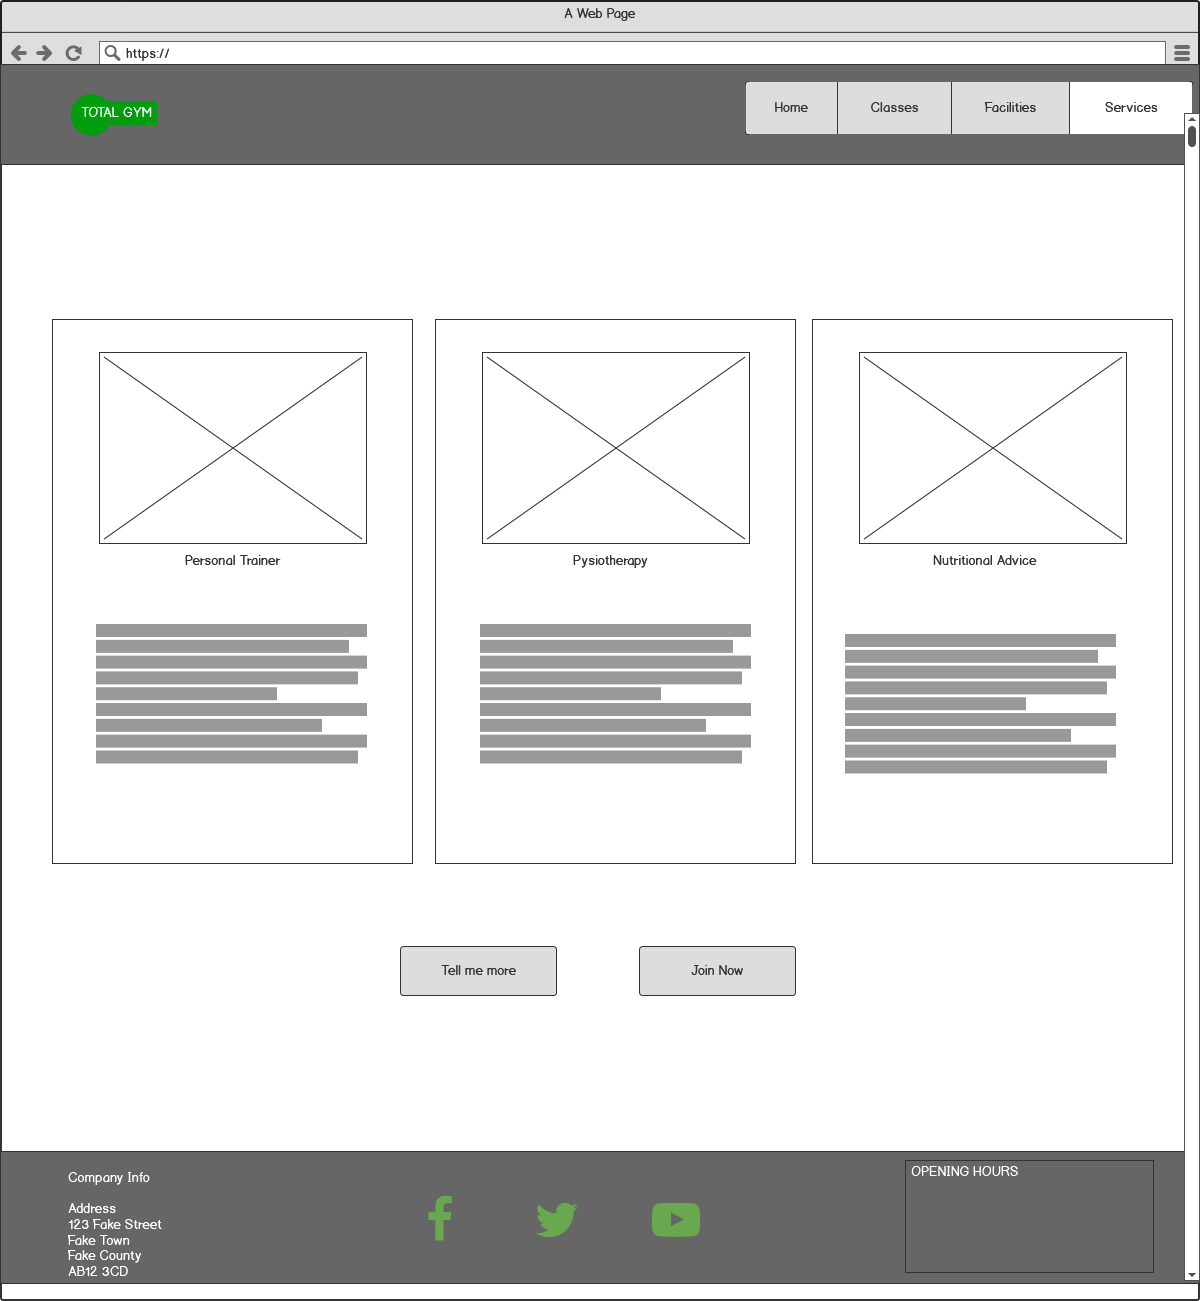 A Web Page
https://
TOTAL GYM
Home
Classes
Facilities
Services
Personal Trainer
Pysiotherapy
Nutritional Advice
Tell me more
Join Now
Company Info
Address
123 Fake Street
Fake Town
Fake County
AB12 3CD
OPENING HOURS